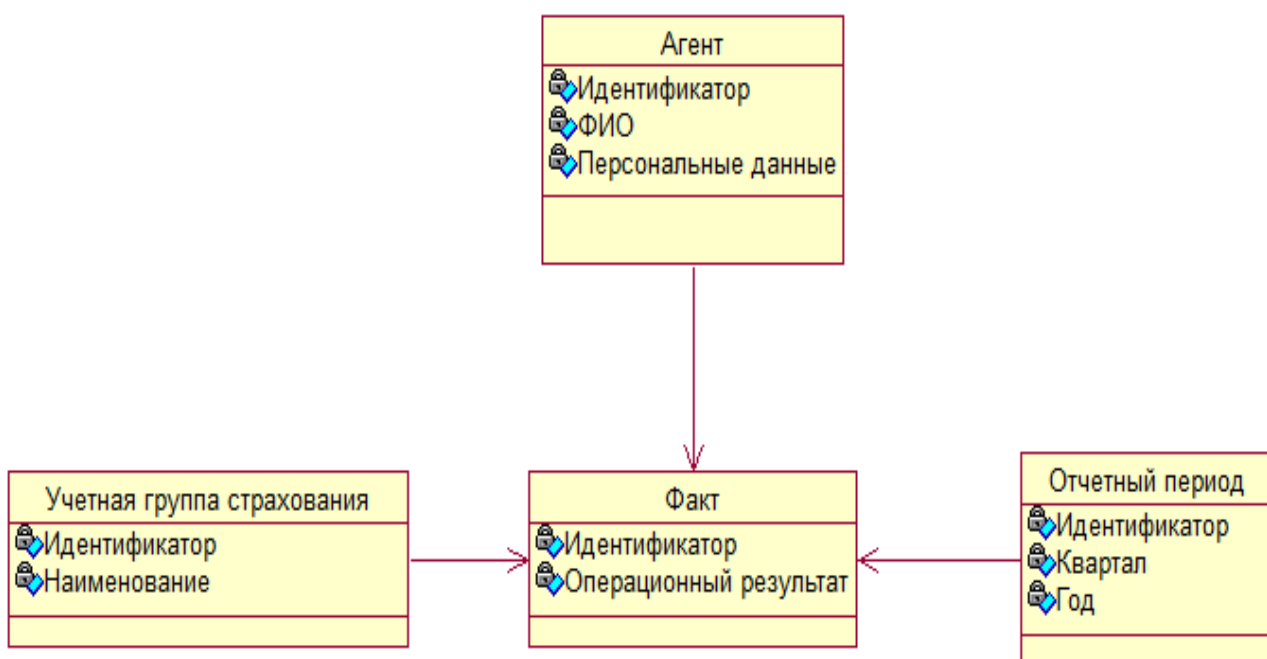 Агент
Идентификатор
ФИО
Персональные данные
Учетная группа страхования
Идентификатор
Наименование
Факт
Идентификатор
Операционный результат
Отчетный период
Идентификатор
Квартал
Год